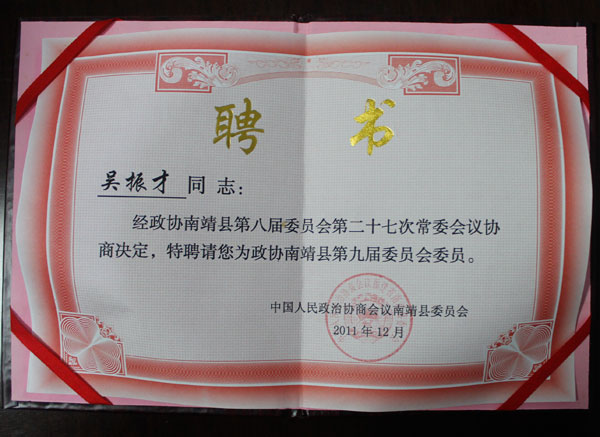 聘书
吴振才同志：
经政协南靖县第八届委员会第二十七次常委会议协
商决定，特聘请您为政协南靖县第九届委员会委员。
中国人民政治协商会议南靖县委员会
2011年12月